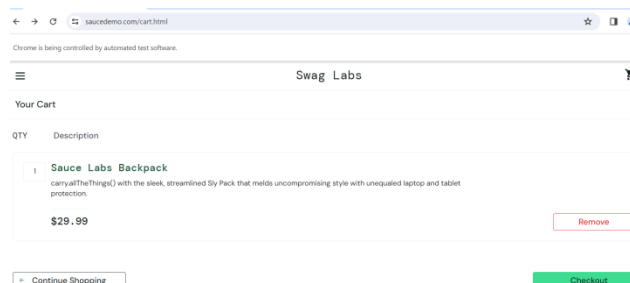 saucedemo.com/cart.html
Chrome is being controlled by automated test software.
Swag Labs
Your Cart
QTY Description
1 Sauce Labs Backpack
carry.allTheThings() with the sleek, streamlined Sly Pack that melds uncompromising style with unequaled laptop and tablet
protection.
$29.99
Remove
Continue Shopping
Checkout